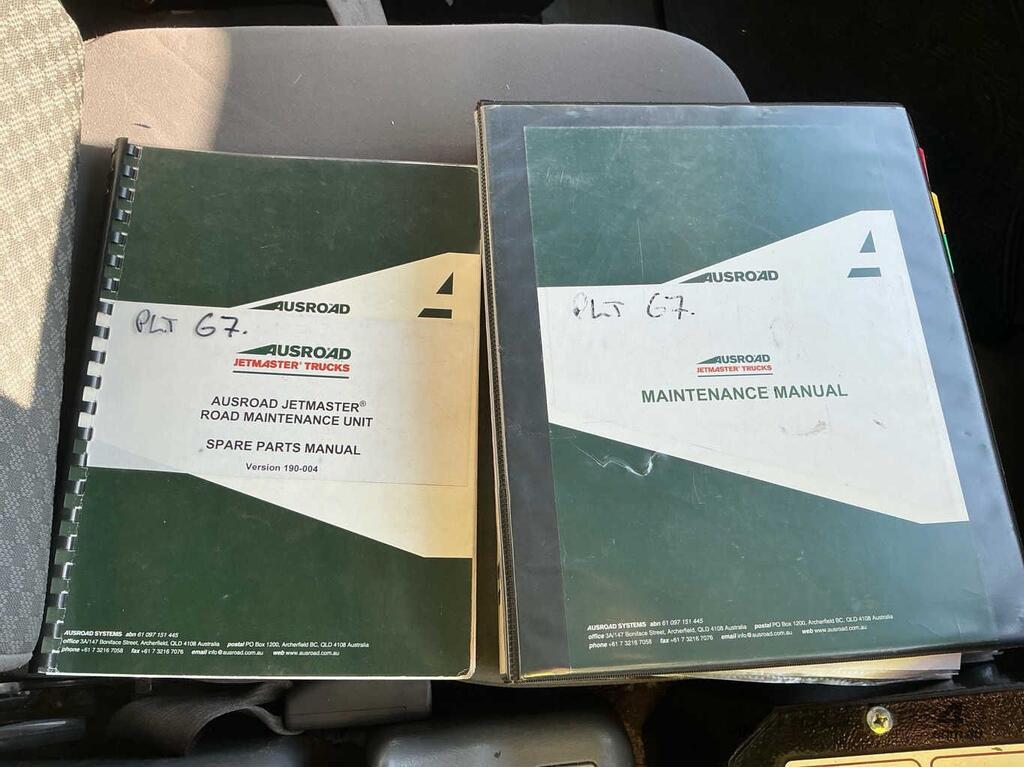 AUSROAD
PLT 67.
AUSROAD
JETMASTER® TRUCKS
AUSROAD JETMASTER®
ROAD MAINTENANCE UNIT
SPARE PARTS MANUAL
Version 190-004
AUSROAD SYSTEMS abn 61 097 151 445
office 3A/147 Boniface Street, Archerfield, QLD 4108 Australia postal PO Box 1200, Archerfield BC, QLD 4108 Australia
phone +61 7 3216 7058 fax +61 7 3216 7076 email info@ausroad.com.au web www.ausroad.com.au
AUSROAD
PLT 67.
AUSROAD
JETMASTER® TRUCKS
MAINTENANCE MANUAL
AUSROAD SYSTEMS abn 61 097 151 445
office 3A/147 Boniface Street, Archerfield, QLD 4108 Australia postal PO Box 1200, Archerfield BC, QLD 4108 Australia
phone +61 7 3216 7058 fax +61 7 3216 7076 email info@ausroad.com.au web www.ausroad.com.au